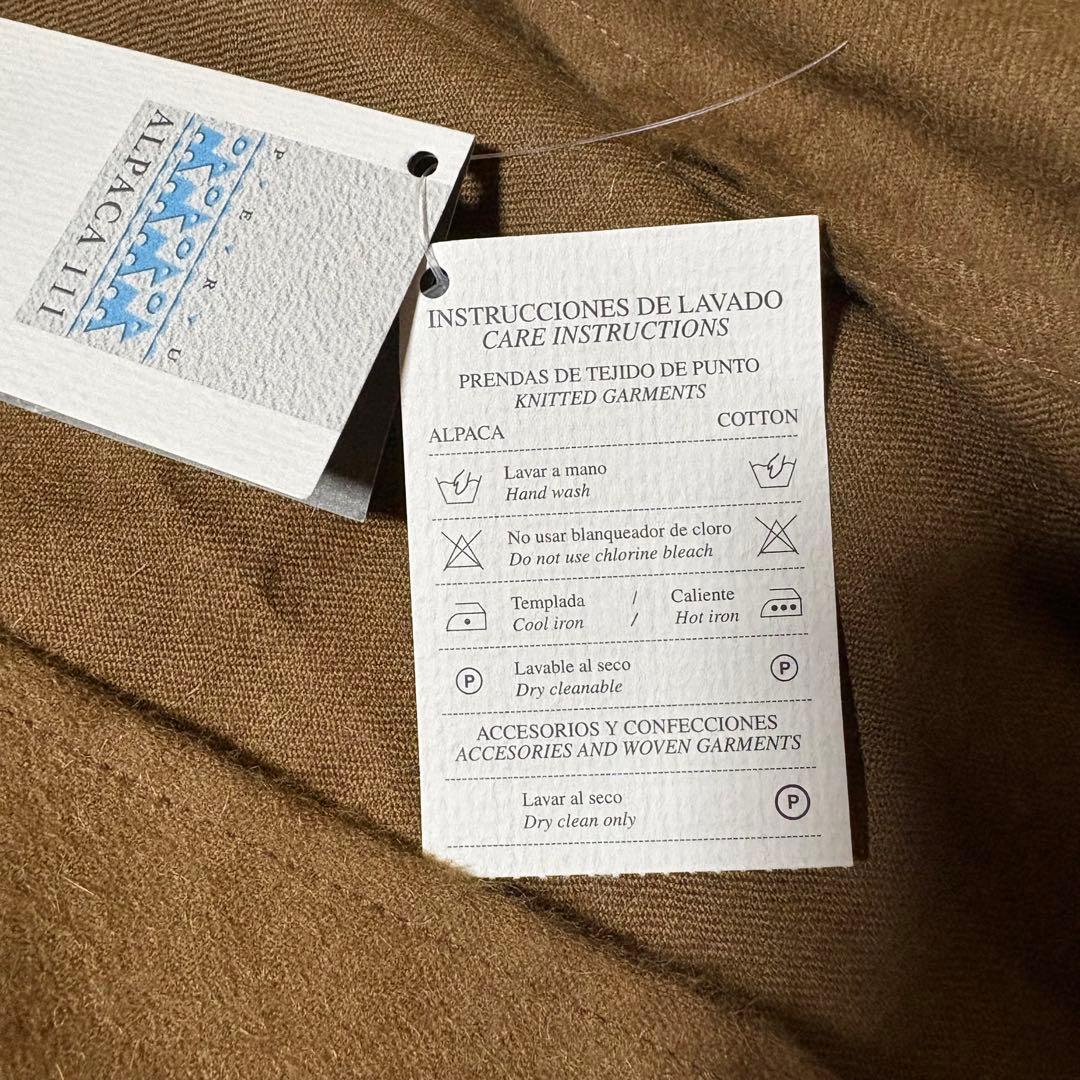 ALPACA III
P E R U
INSTRUCCIONES DE LAVADO
CARE INSTRUCTIONS
PRENDAS DE TEJIDO DE PUNTO
KNITTED GARMENTS
ALPACA COTTON
Lavar a mano
Hand wash
No usar blanqueador de cloro
Do not use chlorine bleach
Templada / Caliente
Cool iron / Hot iron
P Lavable al seco P
Dry cleanable
ACCESORIOS Y CONFECCIONES
ACCESORIES AND WOVEN GARMENTS
Lavar al seco P
Dry clean only